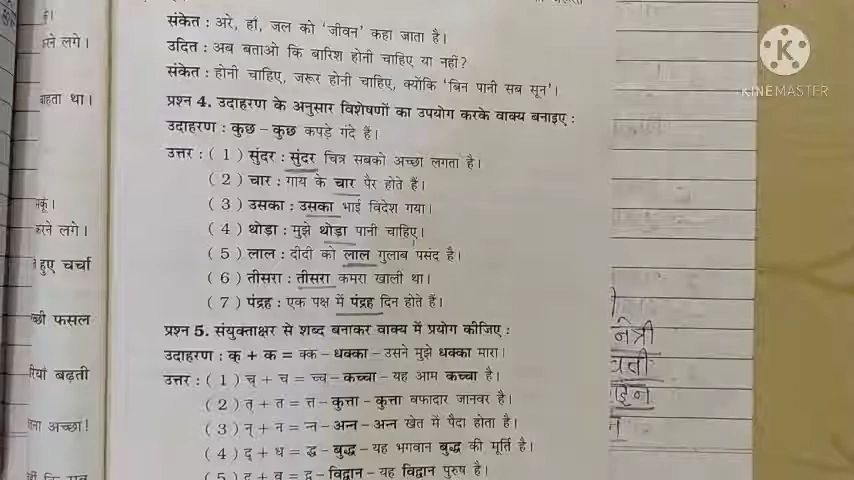 संकेत : अरे, हाँ, जल को 'जीवन' कहा जाता है।
उदित : अब बताओ कि बारिश होनी चाहिए या नहीं?
संकेत : होनी चाहिए, जरूर होनी चाहिए, क्योंकि 'बिन पानी सब सून'।
प्रश्न 4. उदाहरण के अनुसार विशेषणों का उपयोग करके वाक्य बनाइए :
उदाहरण : कुछ – कुछ कपड़े गंदे हैं।
उत्तर : ( 1 ) सुंदर : सुंदर चित्र सबको अच्छा लगता है।
( 2 ) चार : गाय के चार पैर होते हैं।
( 3 ) उसका : उसका भाई विदेश गया।
( 4 ) थोड़ा : मुझे थोड़ा पानी चाहिए।
( 5 ) लाल : दीदी को लाल गुलाब पसंद है।
( 6 ) तीसरा : तीसरा कमरा खाली था।
( 7 ) पंद्रह : एक पक्ष में पंद्रह दिन होते हैं।
प्रश्न 5. संयुक्ताक्षर से शब्द बनाकर वाक्य में प्रयोग कीजिए :
उदाहरण : क् + क = क्क – धक्का – उसने मुझे धक्का मारा।
उत्तर : ( 1 ) च् + च = च्च – कच्चा – यह आम कच्चा है।
( 2 ) त् + त = त्त – कुत्ता – कुत्ता वफादार जानवर है।
( 3 ) न् + न = न्न – अन्न – अन्न खेत में पैदा होता है।
( 4 ) द् + ध = द्ध – बुद्ध – यह भगवान बुद्ध की मूर्ति है।
( 5 ) द् + व = द्व – विद्वान – यह विद्वान पुरुष है।
लगे।
था।
लगे।
हुए चर्चा
फसल
बढ़ती
अच्छा!
KINEMASTER